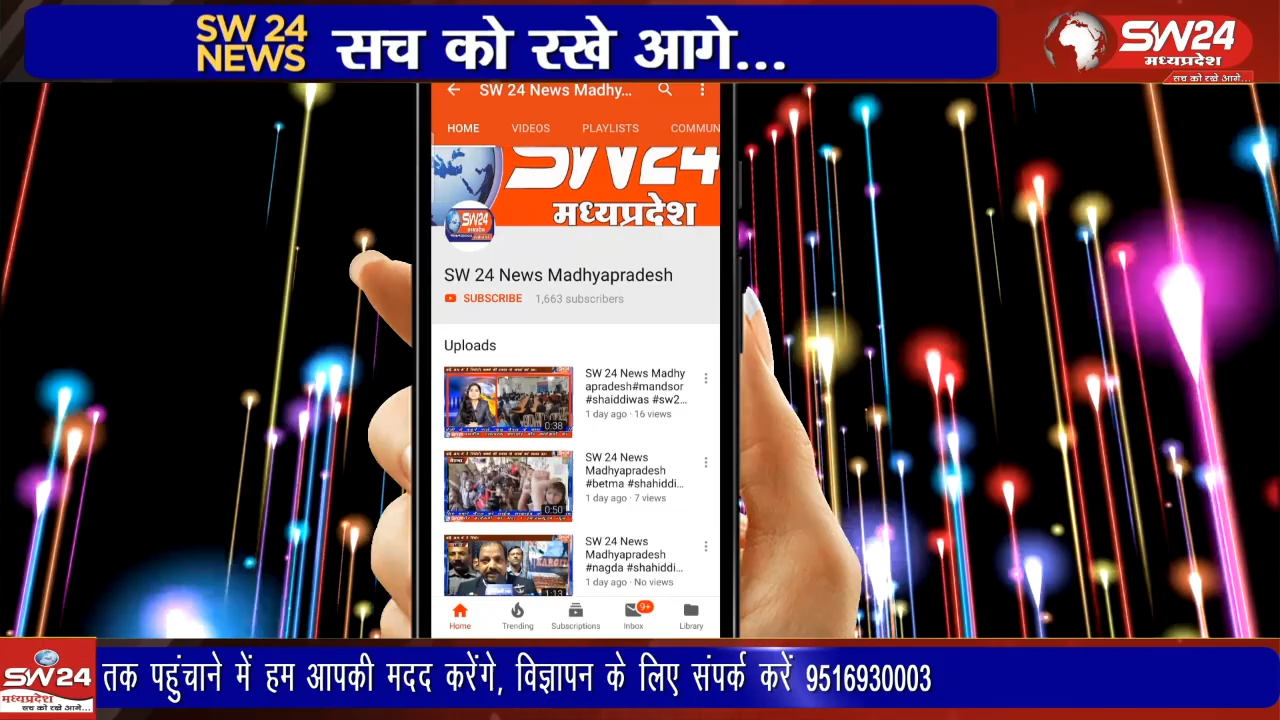 SW 24
NEWS
सच को रखे आगे...
SW24
मध्यप्रदेश
सच को रखे आगे...
SW 24 News Madhy...
HOME VIDEOS PLAYLISTS COMMUN
SW24
मध्यप्रदेश
SW24
SW 24 News Madhyapradesh
SUBSCRIBE 1,663 subscribers
Uploads
SW 24 News Madhy
apradesh#mandsor
#shaiddiwas #sw2...
1 day ago · 16 views
0:38
SW 24 News
Madhyapradesh
#betma #shahiddi...
1 day ago · 7 views
0:50
SW 24 News
Madhyapradesh
#nagda #shahiddi...
1 day ago · No views
1:13
9+
Home Trending Subscriptions Inbox Library
SW24
मध्यप्रदेश
सच को रखे आगे...
तक पहुंचाने में हम आपकी मदद करेंगे, विज्ञापन के लिए संपर्क करें 9516930003